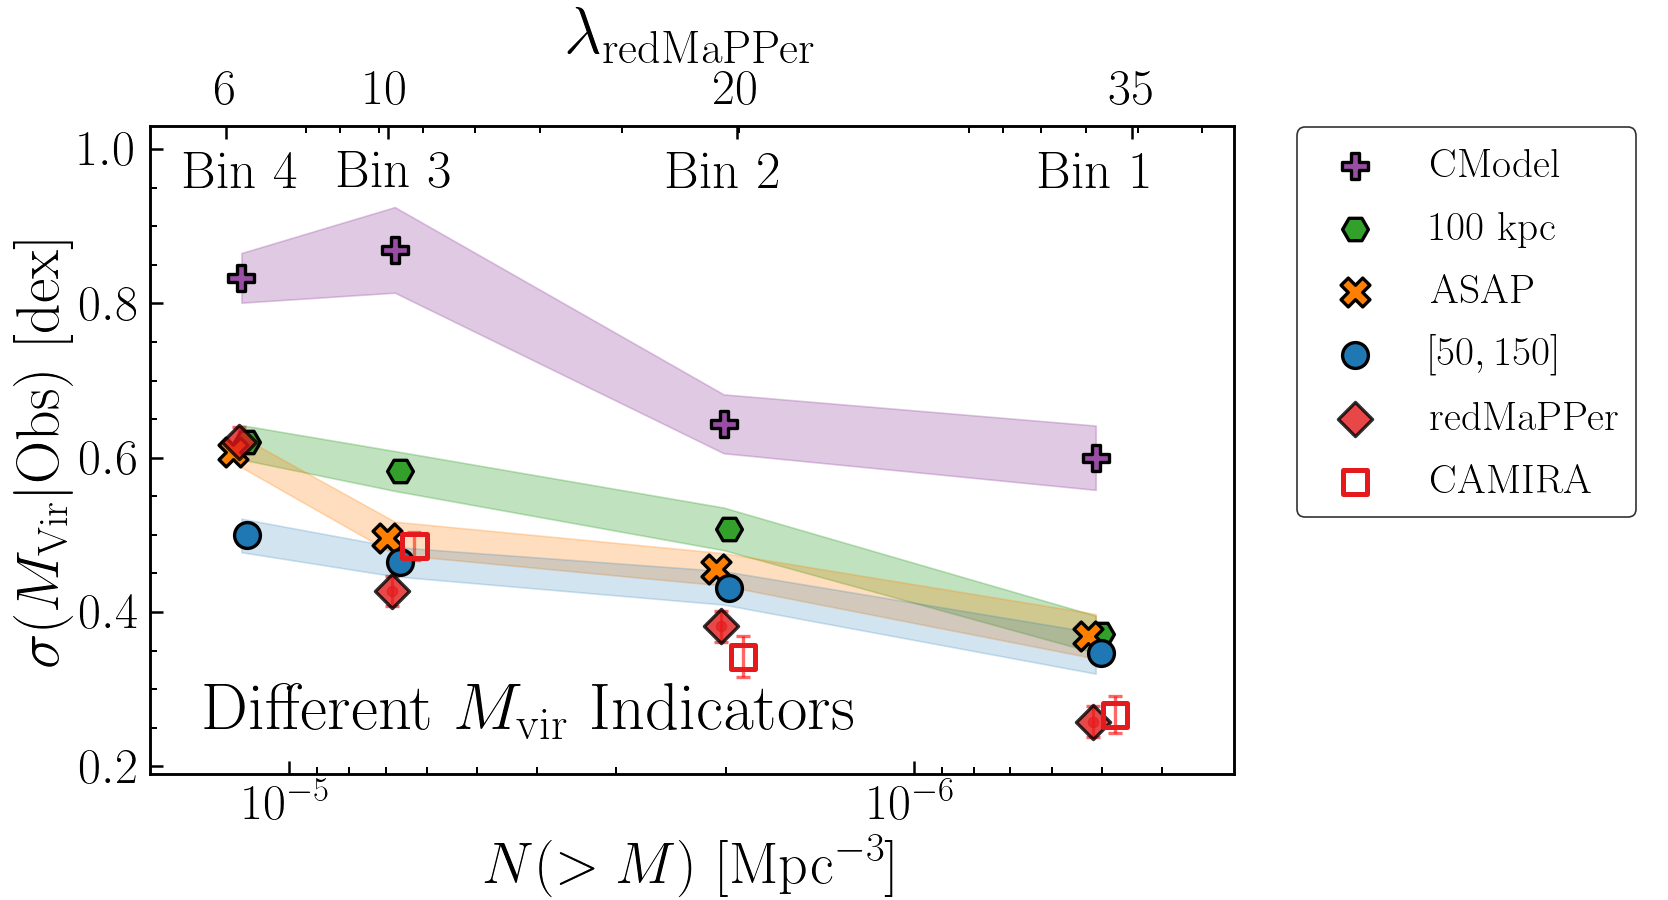 λredMaPPer
6 10 20 35
Bin 4 Bin 3 Bin 2 Bin 1
1.0
0.8
0.6
0.4
0.2
σ(Mvir|Obs) [dex]
Different Mvir Indicators
10⁻⁵ 10⁻⁶
N(> M) [Mpc⁻³]
CModel
100 kpc
ASAP
[50, 150]
redMaPPer
CAMIRA